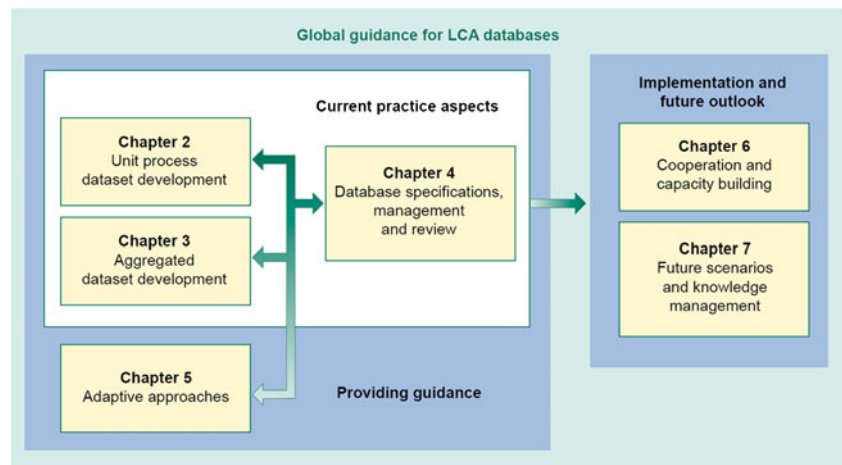 Global guidance for LCA databases
Current practice aspects
Chapter 2
Unit process
dataset development
Chapter 3
Aggregated
dataset development
Chapter 4
Database specifications,
management
and review
Chapter 5
Adaptive approaches
Providing guidance
Implementation and
future outlook
Chapter 6
Cooperation and
capacity building
Chapter 7
Future scenarios
and knowledge
management